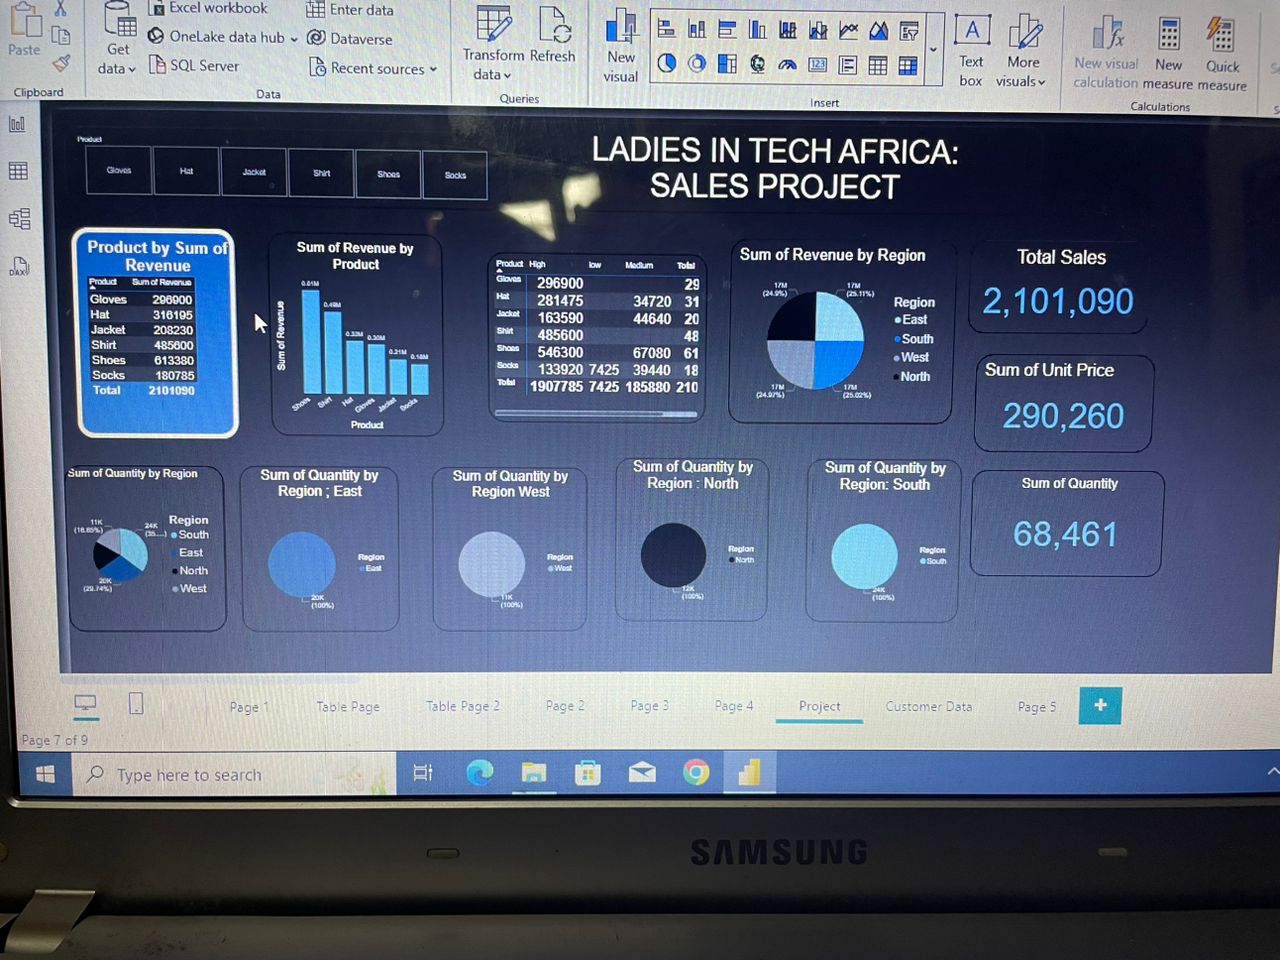 Paste
Clipboard
Get
data
Excel workbook
OneLake data hub
SQL Server
Enter data
Dataverse
Recent sources
Data
Transform
data
Refresh
Queries
New
visual
Insert
Text
box
More
visuals
New visual
calculation
New
measure
Quick
measure
Calculations
Product
Gloves Hat Jacket Shirt Shoes Socks
LADIES IN TECH AFRICA:
SALES PROJECT
Product by Sum of
Revenue
Product Sum of Revenue
Gloves 296900
Hat 316195
Jacket 208230
Shirt 485600
Shoes 613380
Socks 180785
Total 2101090
Sum of Revenue by
Product
Sum of Revenue
0.61M
0.49M
0.32M
0.30M
0.21M
0.18M
Shoes Shirt Hat Gloves Jacket Socks
Product
Product High low Medium Total
Gloves 296900 29
Hat 281475 34720 31
Jacket 163590 44640 20
Shirt 485600 48
Shoes 546300 67080 61
Socks 133920 7425 39440 18
Total 1907785 7425 185880 210
Sum of Revenue by Region
17M
(24.9%)
17M
(25.11%)
17M
(24.97%)
17M
(25.02%)
Region
East
South
West
North
Total Sales
2,101,090
Sum of Unit Price
290,260
Sum of Quantity
68,461
Sum of Quantity by Region
11K
(16.85%)
24K
(35....)
20K
(29.74%)
Region
South
East
North
West
Sum of Quantity by
Region ; East
20K
(100%)
Region
East
Sum of Quantity by
Region West
11K
(100%)
Region
West
Sum of Quantity by
Region : North
12K
(100%)
Region
North
Sum of Quantity by
Region: South
24K
(100%)
Region
South
Page 1 Table Page Table Page 2 Page 2 Page 3 Page 4 Project Customer Data Page 5 +
Page 7 of 9
Type here to search
SAMSUNG